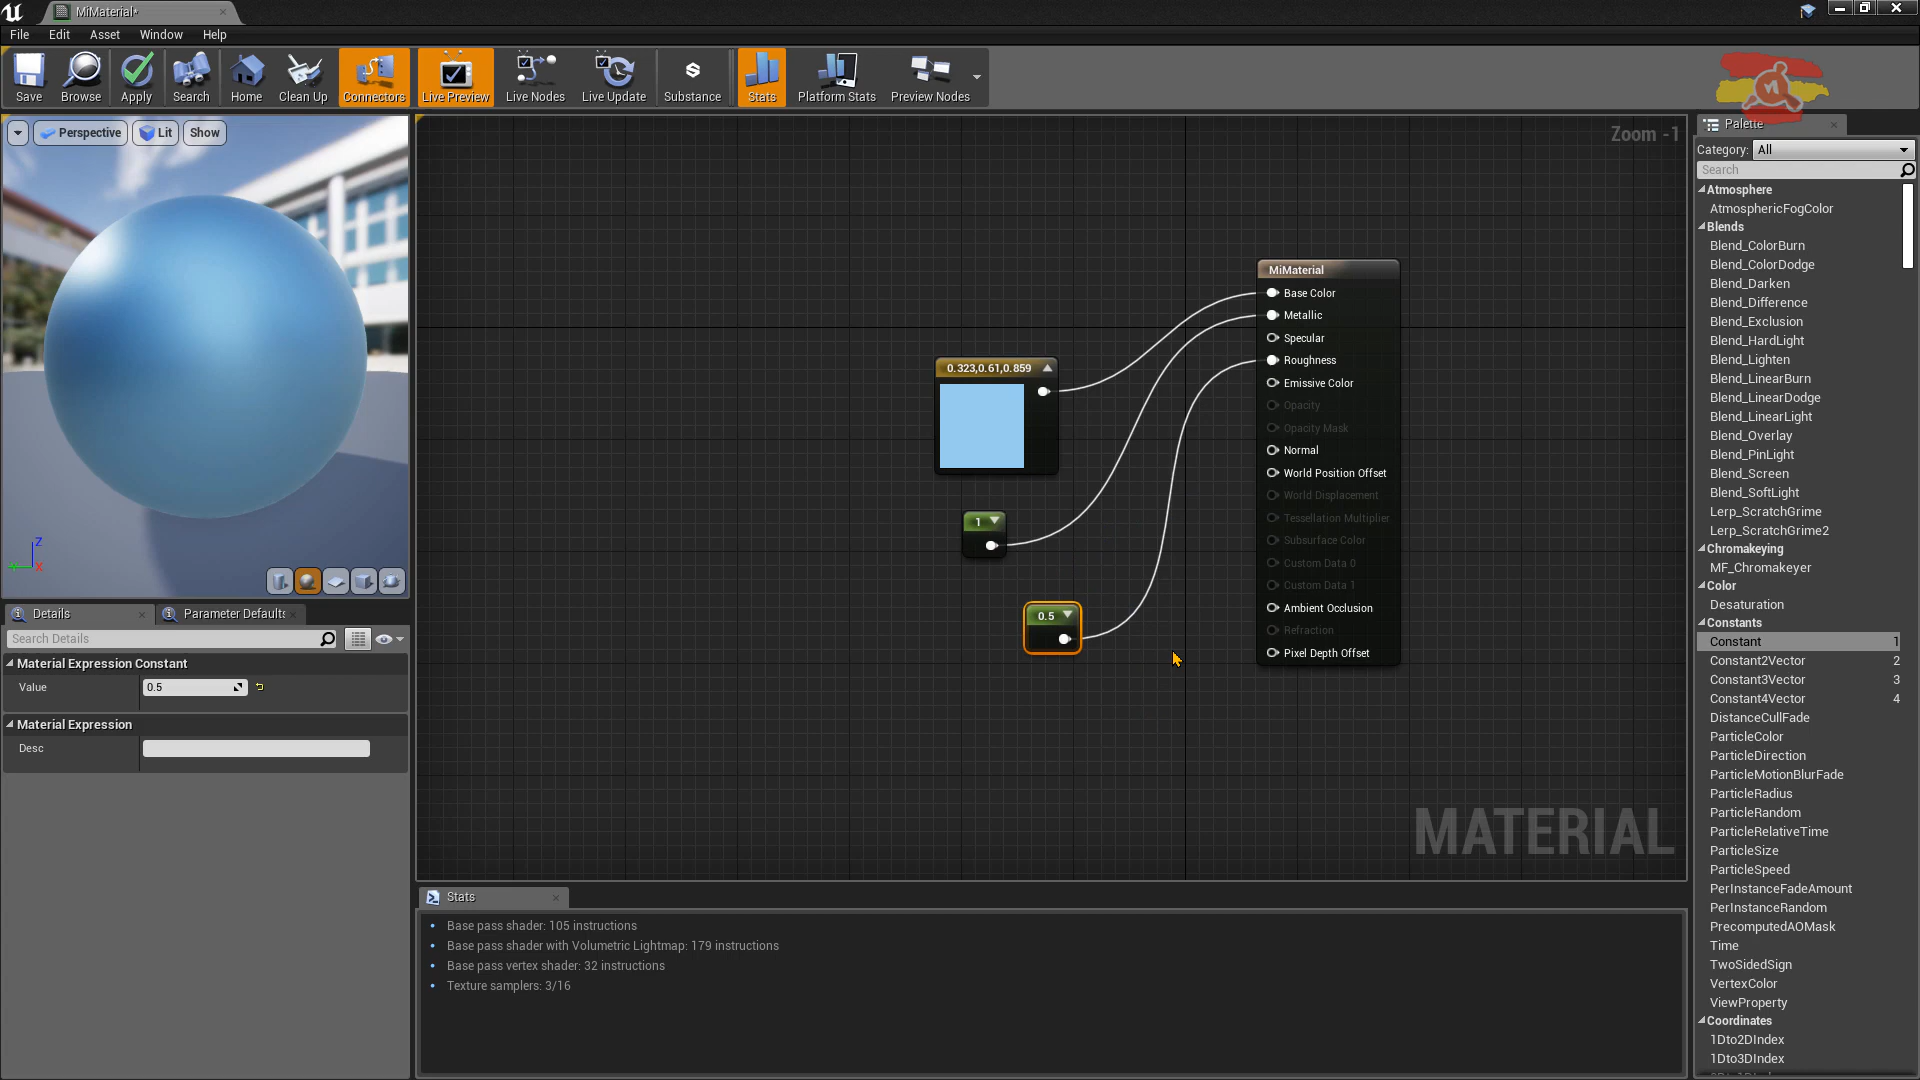 MiMaterial*
File Edit Asset Window Help
Save Browse Apply Search Home Clean Up Connectors Live Preview Live Nodes Live Update Substance Stats Platform Stats Preview Nodes
Perspective Lit Show
Zoom -1
MiMaterial
Base Color
Metallic
Specular
Roughness
Emissive Color
Opacity
Opacity Mask
Normal
World Position Offset
World Displacement
Tessellation Multiplier
Subsurface Color
Custom Data 0
Custom Data 1
Ambient Occlusion
Refraction
Pixel Depth Offset
0.323,0.61,0.859
1
0.5
MATERIAL
Z
X
Details
Parameter Defaults
Search Details
Material Expression Constant
Value 0.5
Material Expression
Desc
Stats
Base pass shader: 105 instructions
Base pass shader with Volumetric Lightmap: 179 instructions
Base pass vertex shader: 32 instructions
Texture samplers: 3/16
Palette
Category: All
Search
Atmosphere
AtmosphericFogColor
Blends
Blend_ColorBurn
Blend_ColorDodge
Blend_Darken
Blend_Difference
Blend_Exclusion
Blend_HardLight
Blend_Lighten
Blend_LinearBurn
Blend_LinearDodge
Blend_LinearLight
Blend_Overlay
Blend_PinLight
Blend_Screen
Blend_SoftLight
Lerp_ScratchGrime
Lerp_ScratchGrime2
Chromakeying
MF_Chromakeyer
Color
Desaturation
Constants
Constant 1
Constant2Vector 2
Constant3Vector 3
Constant4Vector 4
DistanceCullFade
ParticleColor
ParticleDirection
ParticleMotionBlurFade
ParticleRadius
ParticleRandom
ParticleRelativeTime
ParticleSize
ParticleSpeed
PerInstanceFadeAmount
PerInstanceRandom
PrecomputedAOMask
Time
TwoSidedSign
VertexColor
ViewProperty
Coordinates
1Dto2DIndex
1Dto3DIndex